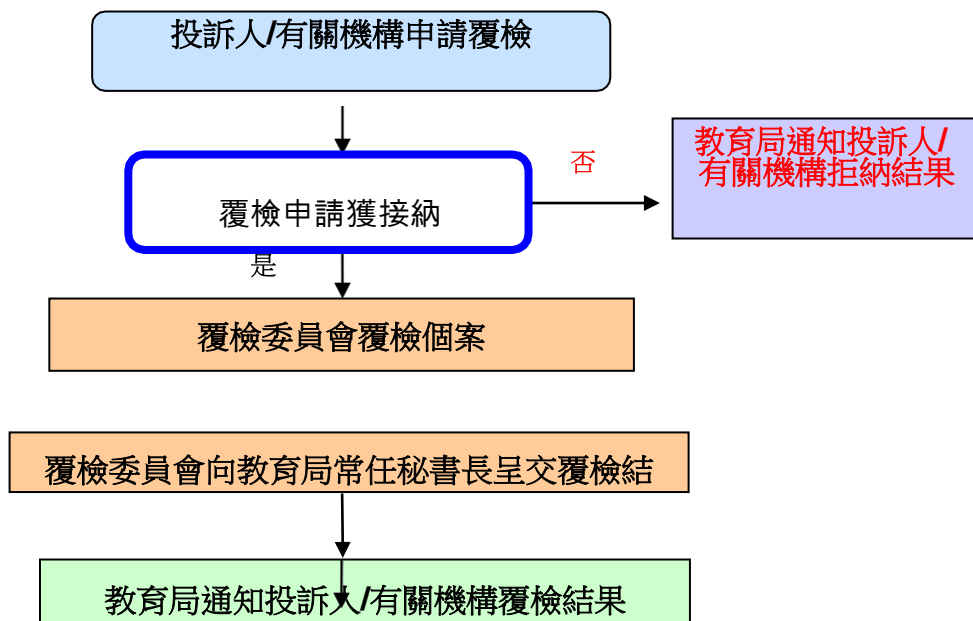 投訴人/有關機構申請覆檢
否
教育局通知投訴人/
有關機構拒納結果
覆檢申請獲接納
是
覆檢委員會覆檢個案
覆檢委員會向教育局常任秘書長呈交覆檢結
教育局通知投訴人/有關機構覆檢結果